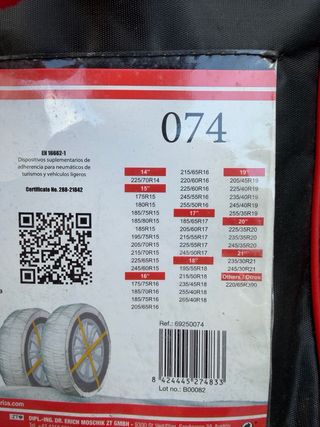 074
EN 16662-1
Dispositivos suplementarios de
adherencia para neumáticos de
turismos y vehículos ligeros
Certificate No. 288-21842
14"
225/70R14
15"
175R15
180R15
185/75R15
185/80R15
185R15
195/75R15
205/70R15
215/70R15
225/65R15
245/60R15
16"
175/75R16
185/70R16
185/75R16
205/65R16
215/65R16
220/60R16
225/60R16
245/55R16
255/50R16
17"
185/65R17
205/60R17
205/55R17
215/55R17
245/50R17
18"
195/55R18
215/45R18
255/40R18
265/40R18
19"
205/45R19
225/40R19
235/40R19
245/40R19
255/35R19
20"
225/35R20
235/35R20
245/35R20
21"
235/30R21
245/30R21
Others / Otros
220/65R390
Ref.: 69250074
8 424445 274833
Lot no.: B00082
DIPL.-ING. DR. ERICH MOSCHIK ZT GMBH